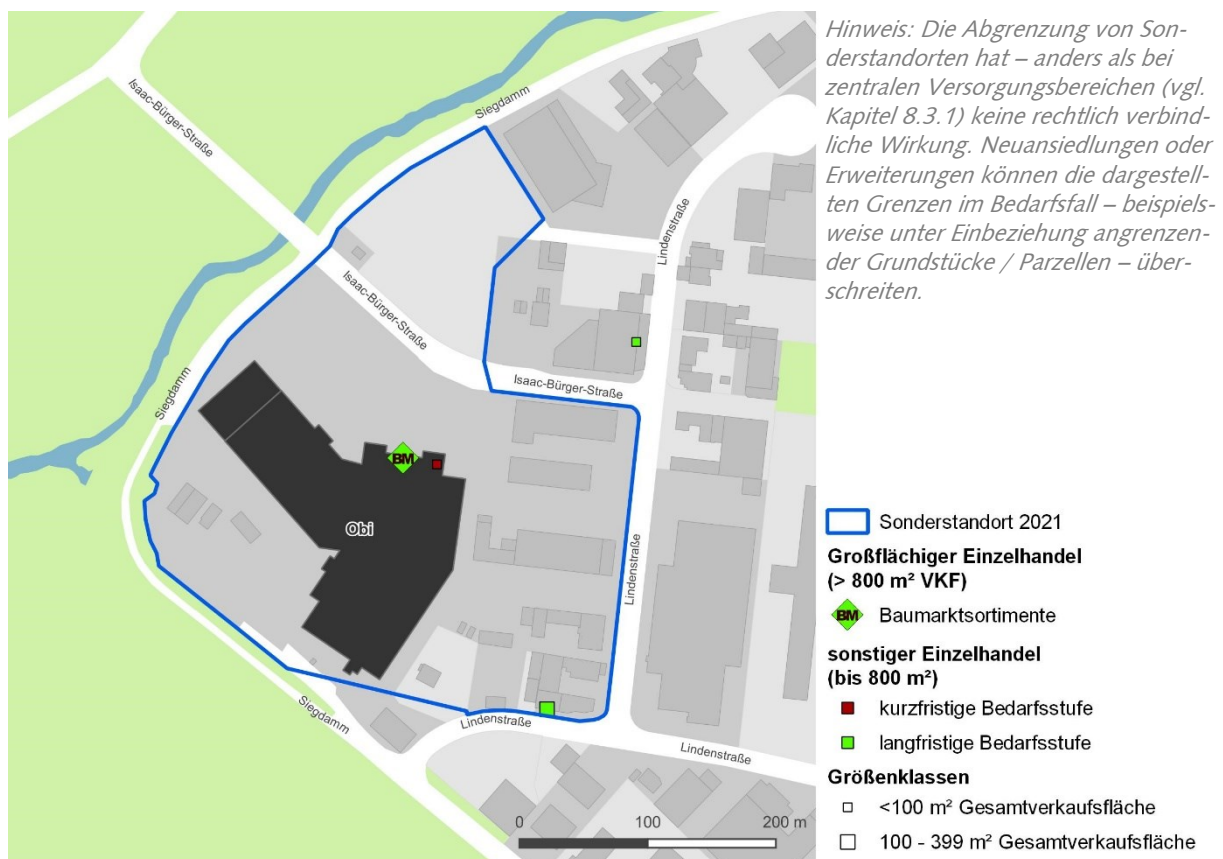 Siegdamm
Isaac-Bürger-Straße
Lindenstraße
Isaac-Bürger-Straße
Isaac-Bürger-Straße
Siegdamm
BM
Obi
Lindenstraße
Siegdamm
Lindenstraße
Lindenstraße
0 100 200 m
Hinweis: Die Abgrenzung von Son-
derstandorten hat – anders als bei
zentralen Versorgungsbereichen (vgl.
Kapitel 8.3.1) keine rechtlich verbind-
liche Wirkung. Neuansiedlungen oder
Erweiterungen können die dargestell-
ten Grenzen im Bedarfsfall – beispiels-
weise unter Einbeziehung angrenzen-
der Grundstücke / Parzellen – über-
schreiten.
Sonderstandort 2021
Großflächiger Einzelhandel
(> 800 m² VKF)
BM Baumarktsortimente
sonstiger Einzelhandel
(bis 800 m²)
kurzfristige Bedarfsstufe
langfristige Bedarfsstufe
Größenklassen
<100 m² Gesamtverkaufsfläche
100 - 399 m² Gesamtverkaufsfläche